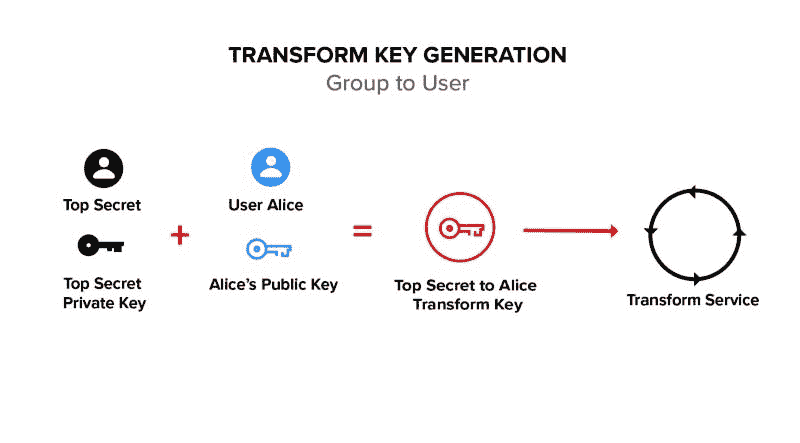 TRANSFORM KEY GENERATION
Group to User
Top Secret
User Alice
+
=
Top Secret
Private Key
Alice's Public Key
Top Secret to Alice
Transform Key
Transform Service